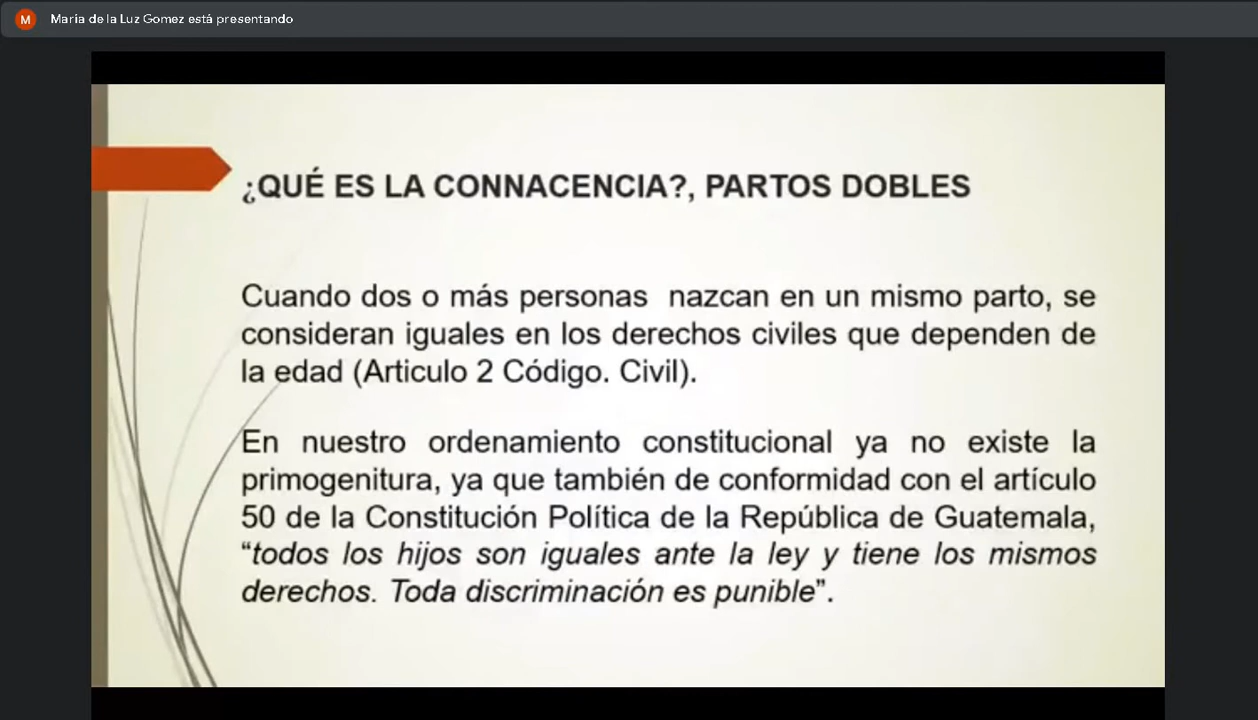 M
Maria de la Luz Gomez está presentando
¿QUÉ ES LA CONNACENCIA?, PARTOS DOBLES
Cuando dos o más personas nazcan en un mismo parto, se
consideran iguales en los derechos civiles que dependen de
la edad (Articulo 2 Código. Civil).
En nuestro ordenamiento constitucional ya no existe la
primogenitura, ya que también de conformidad con el artículo
50 de la Constitución Política de la República de Guatemala,
“todos los hijos son iguales ante la ley y tiene los mismos
derechos. Toda discriminación es punible”.